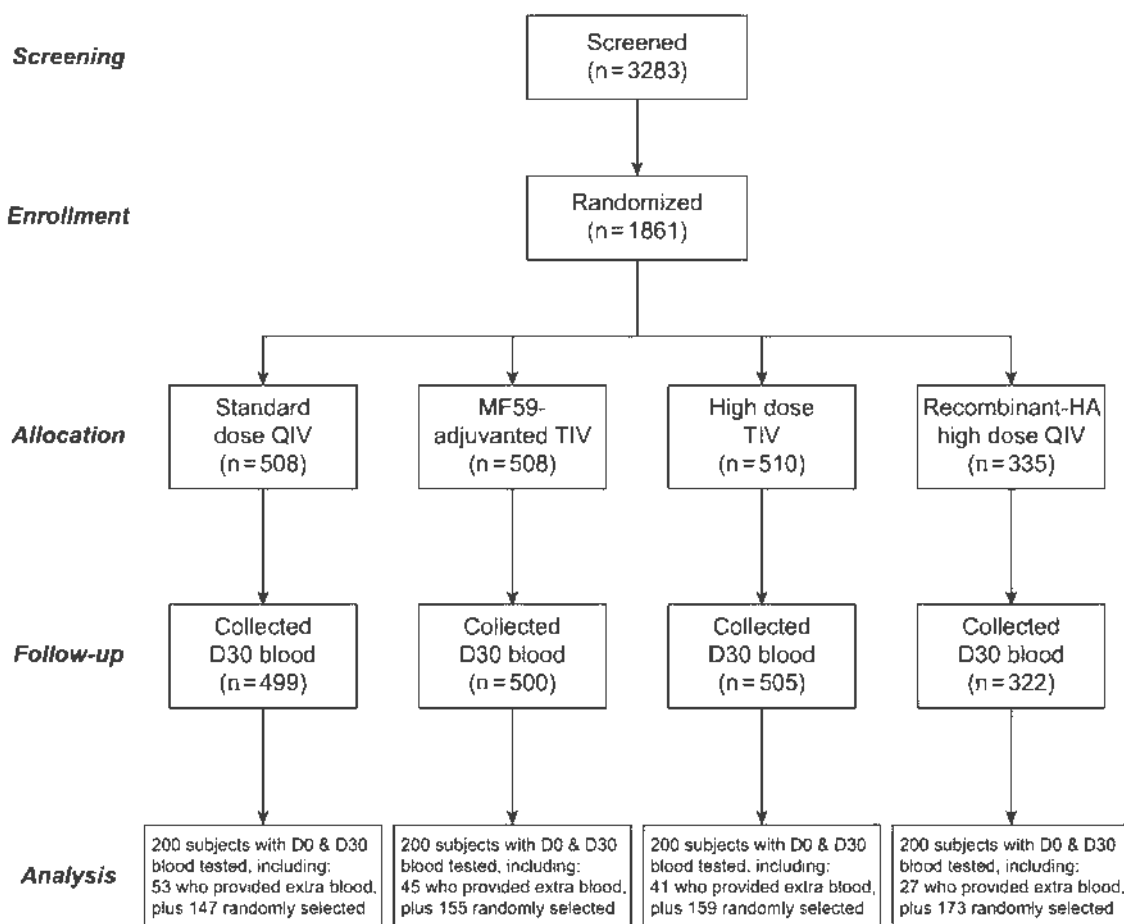 Screening
Screened
(n=3283)
Enrollment
Randomized
(n=1861)
Allocation
Standard
dose QIV
(n=508)
MF59-
adjuvanted TIV
(n=508)
High dose
TIV
(n=510)
Recombinant-HA
high dose QIV
(n=335)
Follow-up
Collected
D30 blood
(n=499)
Collected
D30 blood
(n=500)
Collected
D30 blood
(n=505)
Collected
D30 blood
(n=322)
Analysis
200 subjects with D0 & D30
blood tested, including:
53 who provided extra blood,
plus 147 randomly selected
200 subjects with D0 & D30
blood tested, including:
45 who provided extra blood,
plus 155 randomly selected
200 subjects with D0 & D30
blood tested, including:
41 who provided extra blood,
plus 159 randomly selected
200 subjects with D0 & D30
blood tested, including:
27 who provided extra blood,
plus 173 randomly selected